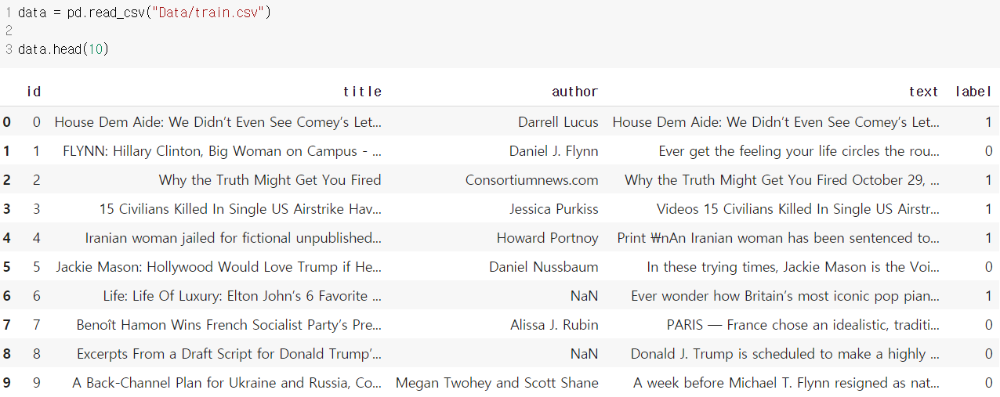 1 data = pd.read_csv("Data/train.csv")
2
3 data.head(10)
id title author text label
0 0 House Dem Aide: We Didn’t Even See Comey’s Let... Darrell Lucus House Dem Aide: We Didn’t Even See Comey’s Let... 1
1 1 FLYNN: Hillary Clinton, Big Woman on Campus - ... Daniel J. Flynn Ever get the feeling your life circles the rou... 0
2 2 Why the Truth Might Get You Fired Consortiumnews.com Why the Truth Might Get You Fired October 29, ... 1
3 3 15 Civilians Killed In Single US Airstrike Hav... Jessica Purkiss Videos 15 Civilians Killed In Single US Airstr... 1
4 4 Iranian woman jailed for fictional unpublished... Howard Portnoy Print ₩nAn Iranian woman has been sentenced to... 1
5 5 Jackie Mason: Hollywood Would Love Trump if He... Daniel Nussbaum In these trying times, Jackie Mason is the Voi... 0
6 6 Life: Life Of Luxury: Elton John’s 6 Favorite ... NaN Ever wonder how Britain’s most iconic pop pian... 1
7 7 Benoît Hamon Wins French Socialist Party’s Pre... Alissa J. Rubin PARIS — France chose an idealistic, traditi... 0
8 8 Excerpts From a Draft Script for Donald Trump’... NaN Donald J. Trump is scheduled to make a highly ... 0
9 9 A Back-Channel Plan for Ukraine and Russia, Co... Megan Twohey and Scott Shane A week before Michael T. Flynn resigned as nat... 0